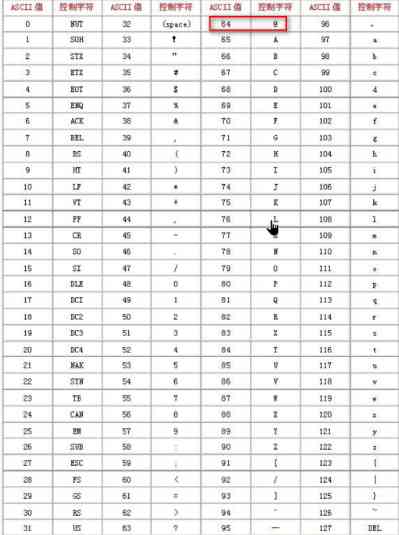 ASCII 值 控制字符 ASCII 值 控制字符 ASCII 值 控制字符 ASCII 值 控制字符
0 NUT 32 (space) 64 @ 96
1 SOH 33 ! 65 A 97 a
2 STX 34 " 66 B 98 b
3 ETX 35 # 67 C 99 c
4 EOT 36 $ 68 D 100 d
5 ENQ 37 % 69 E 101 e
6 ACK 38 & 70 F 102 f
7 BEL 39 , 71 G 103 g
8 BS 40 ( 72 H 104 h
9 HT 41 ) 73 I 105 i
10 LF 42 * 74 J 106 j
11 VT 43 + 75 K 107 k
12 FF 44 , 76 L 108 l
13 CR 45 - 77 109 m
14 SO 46 . 78 N 110 n
15 SI 47 / 79 O 111 o
16 DLE 48 0 80 P 112 p
17 DCI 49 1 81 Q 113 q
18 DC2 50 2 82 R 114 r
19 DC3 51 3 83 115 s
20 DC4 52 4 84 T 116 t
21 NAK 53 5 85 U 117 u
22 SYN 54 6 86 V 118 v
23 TB 55 7 87 W 119 w
24 CAN 56 8 88 X 120 x
25 EM 57 9 89 Y 121 y
26 SUB 58 : 90 Z 122 z
27 ESC 59 ; 91 [ 123 {
28 FS 60 < 92 / 124 |
29 GS 61 = 93 ] 125 }
30 RS 62 > 94 ^ 126 ~
31 US 63 ? 95 — 127 DEL